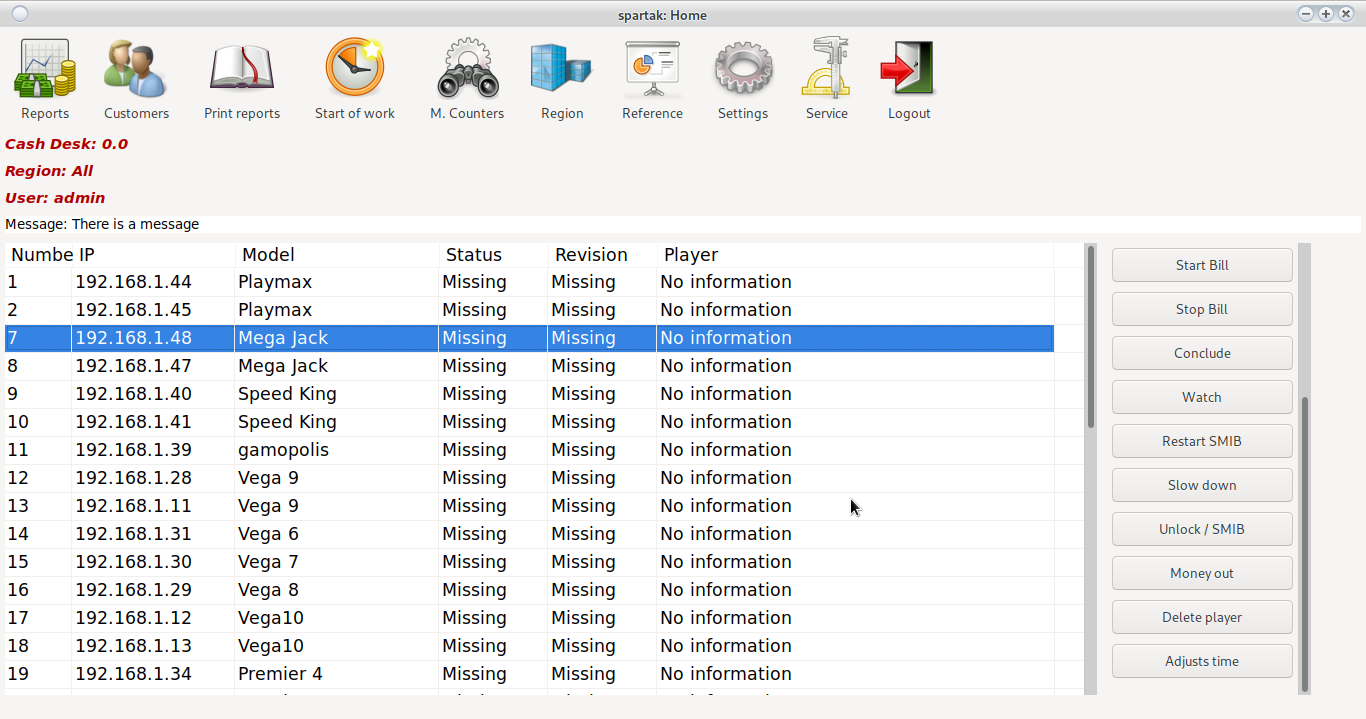 spartak: Home
Reports Customers Print reports Start of work M. Counters Region Reference Settings Service Logout
Cash Desk: 0.0
Region: All
User: admin
Message: There is a message
Numbe IP Model Status Revision Player
1 192.168.1.44 Playmax Missing Missing No information
2 192.168.1.45 Playmax Missing Missing No information
7 192.168.1.48 Mega Jack Missing Missing No information
8 192.168.1.47 Mega Jack Missing Missing No information
9 192.168.1.40 Speed King Missing Missing No information
10 192.168.1.41 Speed King Missing Missing No information
11 192.168.1.39 gamopolis Missing Missing No information
12 192.168.1.28 Vega 9 Missing Missing No information
13 192.168.1.11 Vega 9 Missing Missing No information
14 192.168.1.31 Vega 6 Missing Missing No information
15 192.168.1.30 Vega 7 Missing Missing No information
16 192.168.1.29 Vega 8 Missing Missing No information
17 192.168.1.12 Vega10 Missing Missing No information
18 192.168.1.13 Vega10 Missing Missing No information
19 192.168.1.34 Premier 4 Missing Missing No information
Start Bill
Stop Bill
Conclude
Watch
Restart SMIB
Slow down
Unlock / SMIB
Money out
Delete player
Adjusts time